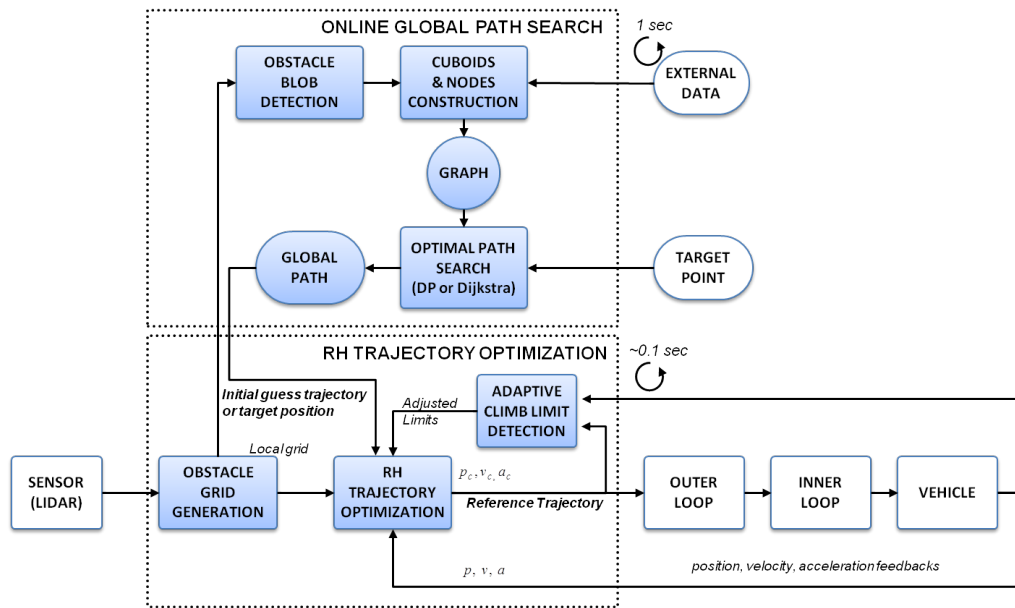 ONLINE GLOBAL PATH SEARCH
1 sec
OBSTACLE
BLOB
DETECTION
CUBOIDS
& NODES
CONSTRUCTION
EXTERNAL
DATA
GRAPH
GLOBAL
PATH
OPTIMAL PATH
SEARCH
(DP or Dijkstra)
TARGET
POINT
RH TRAJECTORY OPTIMIZATION
~0.1 sec
Initial guess trajectory
or target position
Adjusted
Limits
ADAPTIVE
CLIMB LIMIT
DETECTION
Local grid
SENSOR
(LIDAR)
OBSTACLE
GRID
GENERATION
RH
TRAJECTORY
OPTIMIZATION
p_c, v_c, a_c
Reference Trajectory
OUTER
LOOP
INNER
LOOP
VEHICLE
p, v, a
position, velocity, acceleration feedbacks